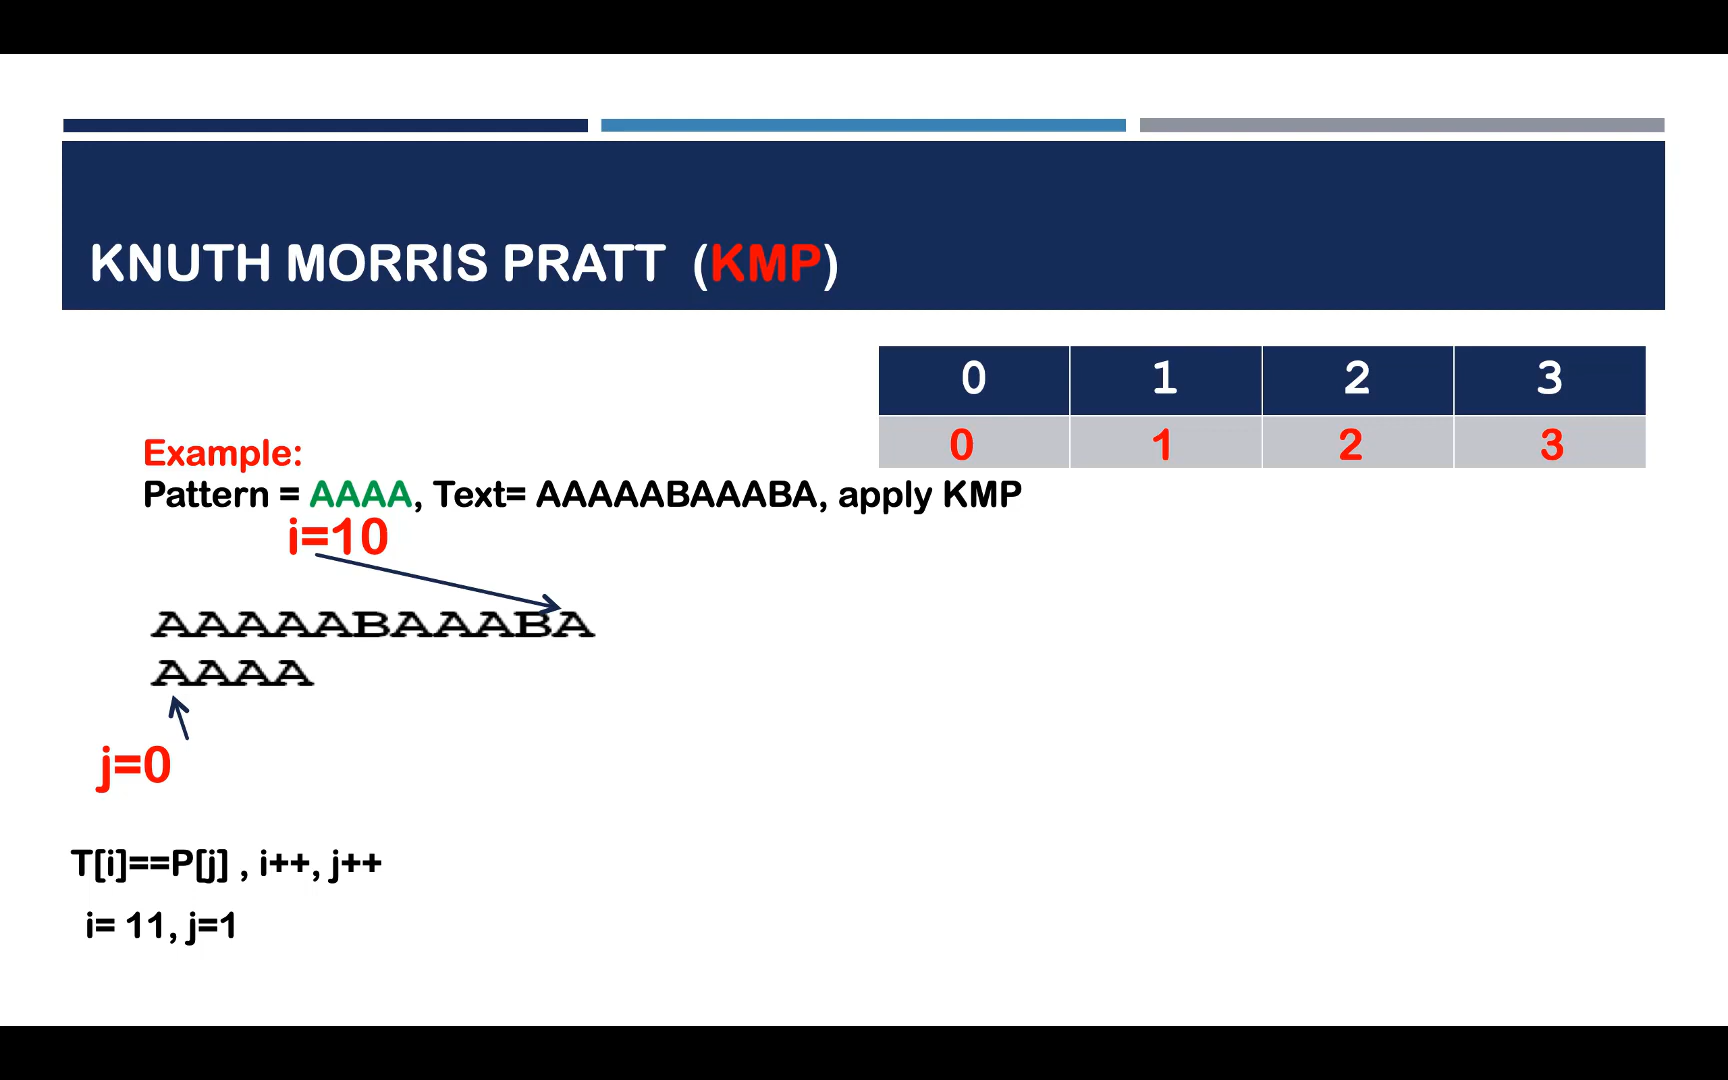 KNUTH MORRIS PRATT (KMP)
0 1 2 3
0 1 2 3
Example:
Pattern = AAAA, Text= AAAAABAAABA, apply KMP
i=10
AAAAABAAABA
AAAA
j=0
T[i]==P[j] , i++, j++
i= 11, j=1